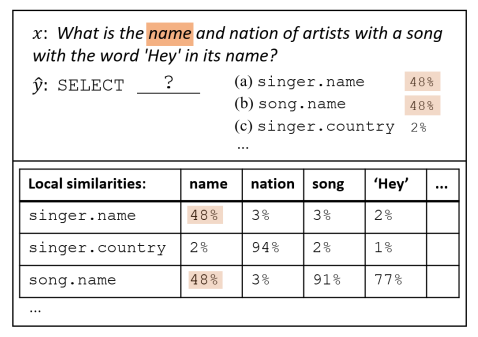 x: What is the name and nation of artists with a song
with the word 'Hey' in its name?
ŷ: SELECT ? (a) singer.name 48%
(b) song.name 48%
(c) singer.country 2%
...
Local similarities: name nation song ‘Hey’ ...
singer.name 48% 3% 3% 2%
singer.country 2% 94% 2% 1%
song.name 48% 3% 91% 77%
...